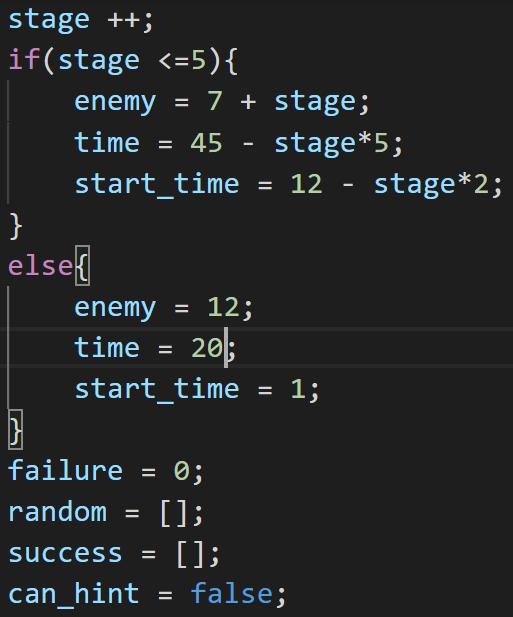 stage ++;
if(stage <=5){
    enemy = 7 + stage;
    time = 45 - stage*5;
    start_time = 12 - stage*2;
}
else{
    enemy = 12;
    time = 20;
    start_time = 1;
}
failure = 0;
random = [];
success = [];
can_hint = false;